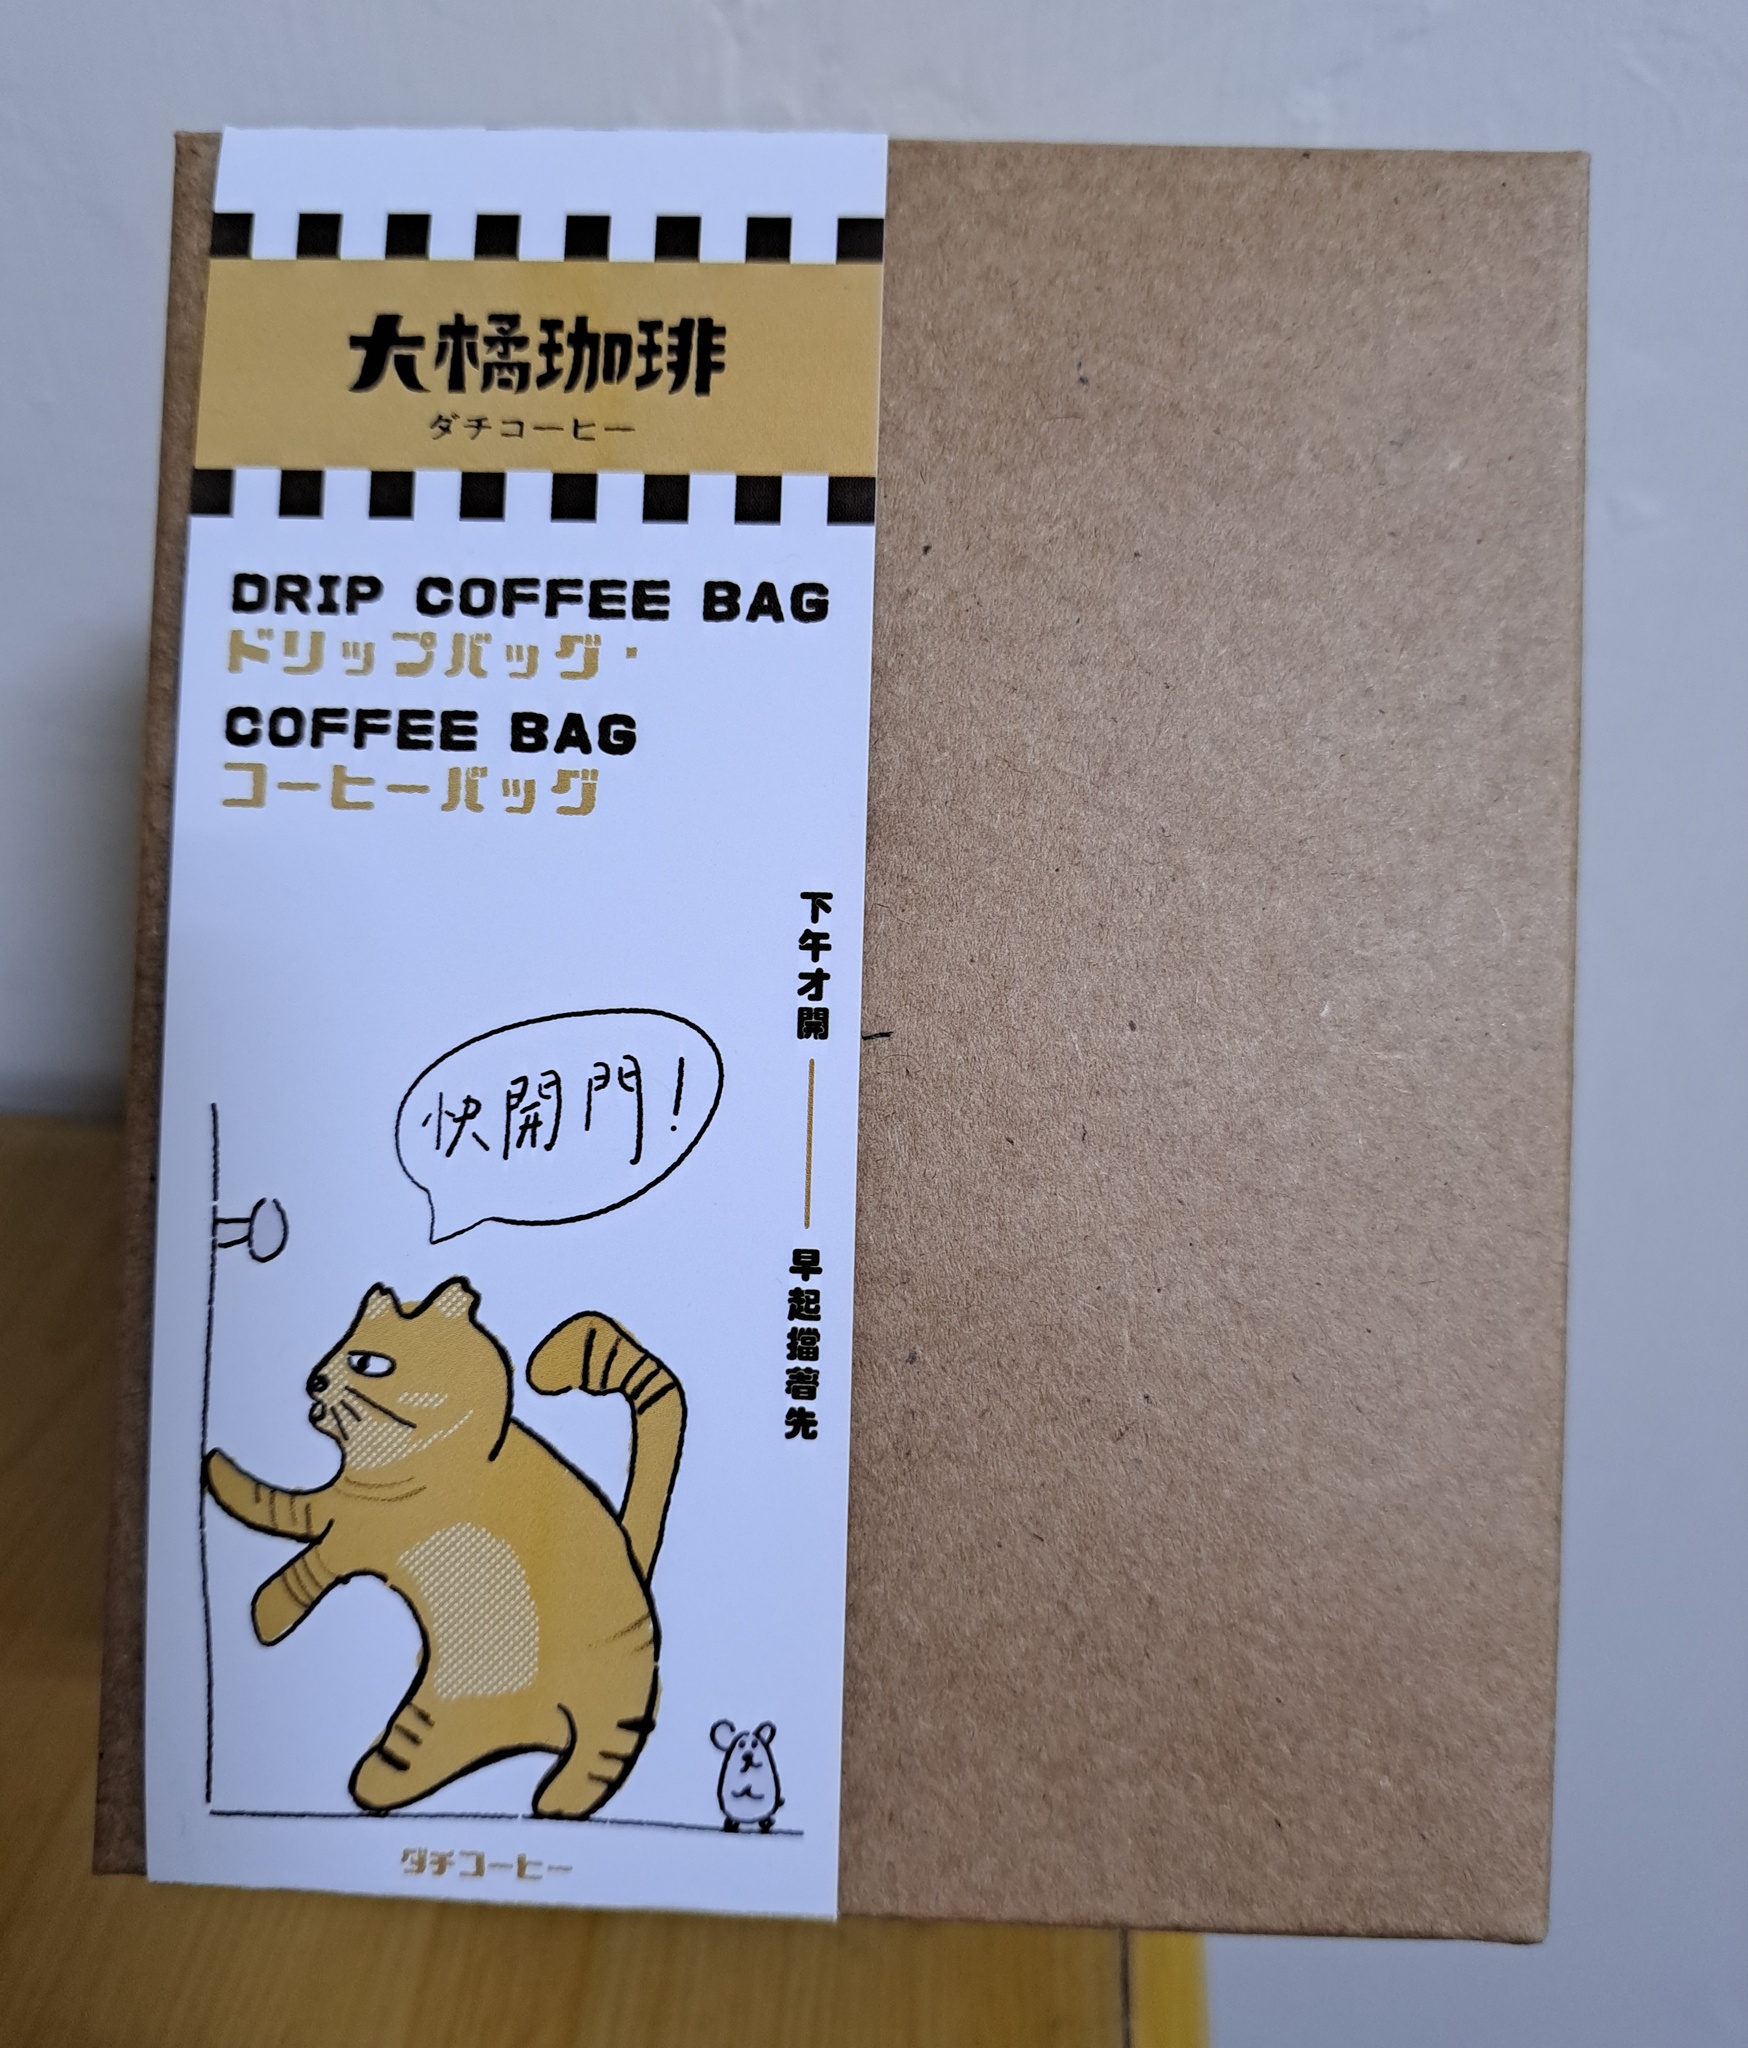 大橘珈琲
ダチコーヒー
DRIP COFFEE BAG
ドリップバッグ・
COFFEE BAG
コーヒーバッグ
下午才開
早起擋著先
快開門!
ダチコーヒー